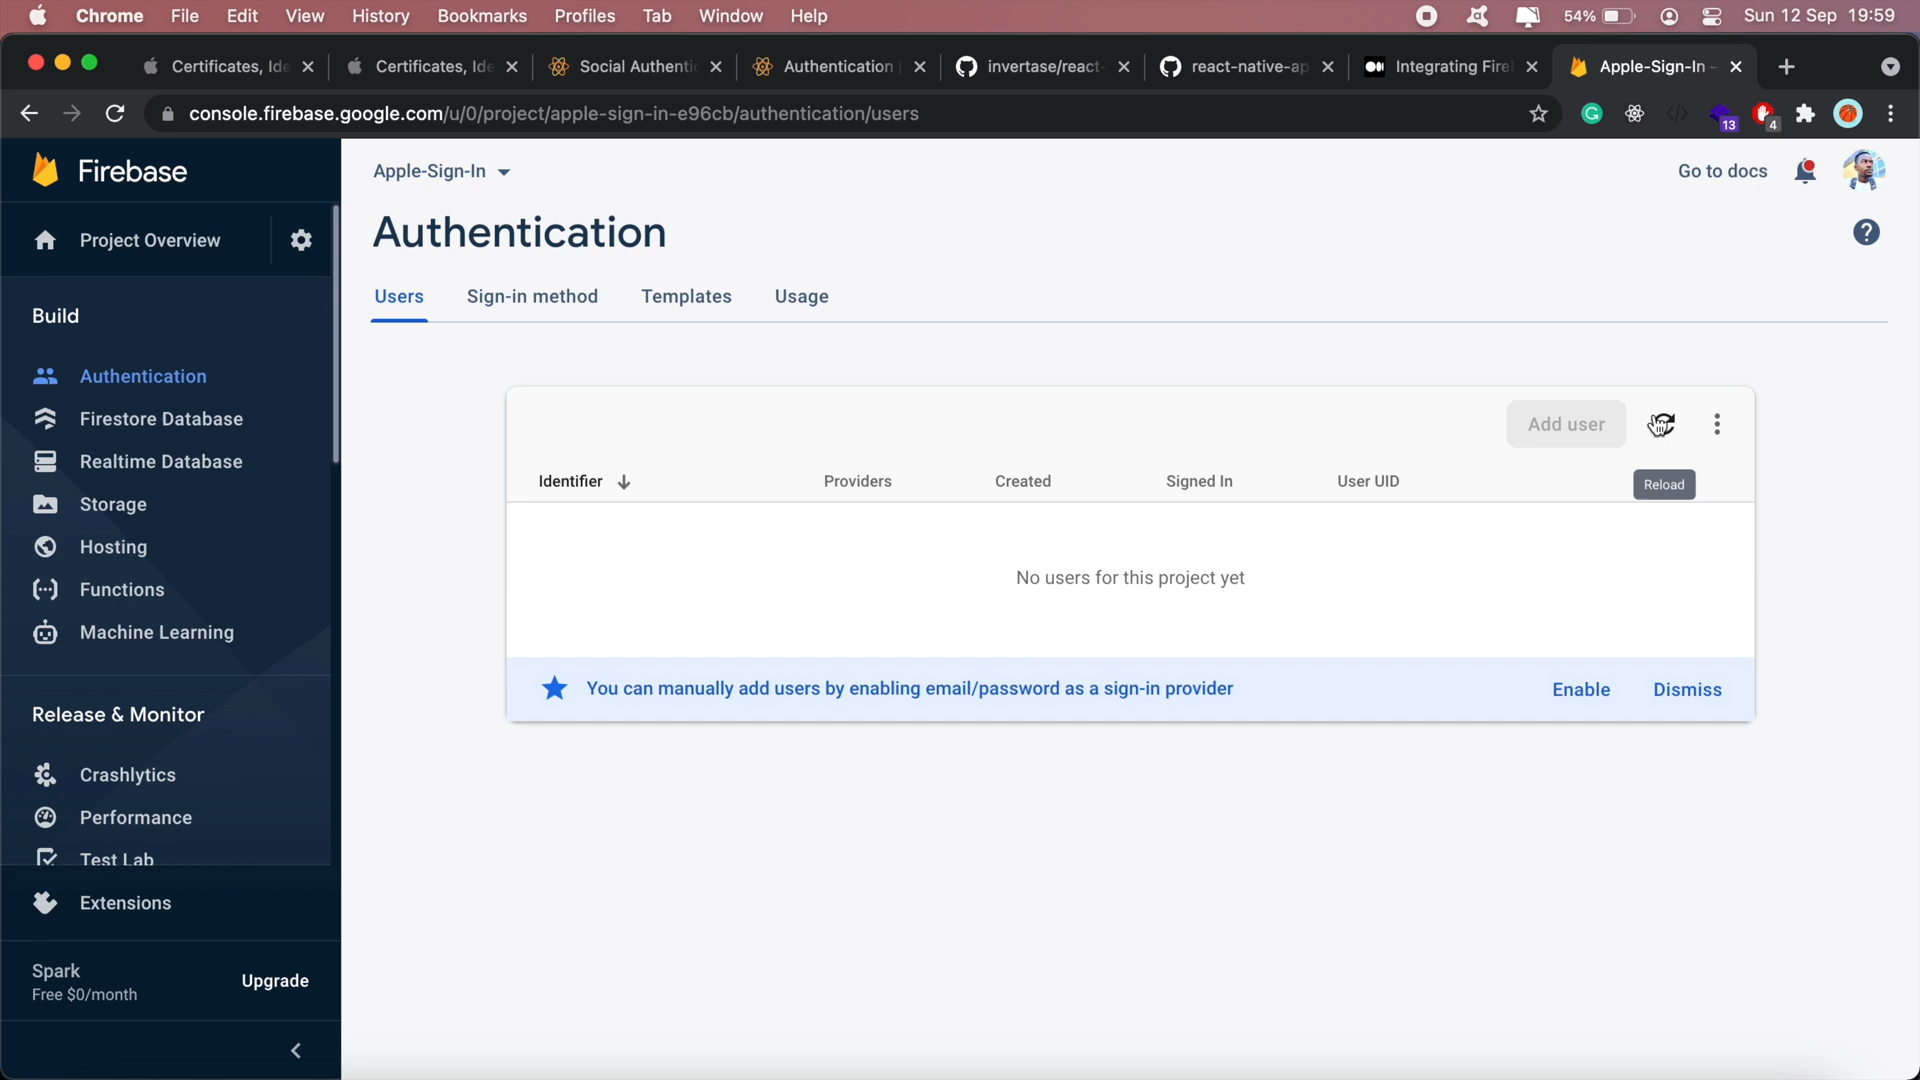 Chrome File Edit View History Bookmarks Profiles Tab Window Help 54% Sun 12 Sep 19:59
Certificates, Ide Certificates, Ide Social Authentic Authentication invertase/react- react-native-ap Integrating Fire Apple-Sign-In -
console.firebase.google.com/u/0/project/apple-sign-in-e96cb/authentication/users 13 4
Firebase
Apple-Sign-In
Go to docs
Project Overview
Authentication
Users Sign-in method Templates Usage
Build
Authentication
Firestore Database
Realtime Database
Storage
Hosting
Functions
Machine Learning
Release & Monitor
Crashlytics
Performance
Test Lab
Extensions
Spark
Free $0/month
Upgrade
Add user
Identifier Providers Created Signed In User UID
Reload
No users for this project yet
You can manually add users by enabling email/password as a sign-in provider Enable Dismiss